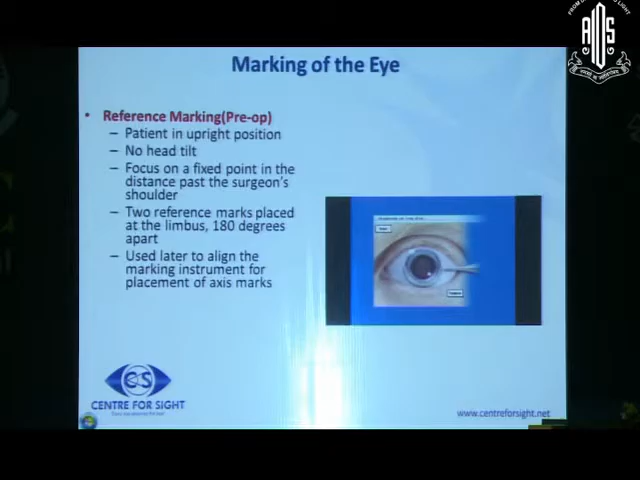 Marking of the Eye
• Reference Marking(Pre-op)
– Patient in upright position
– No head tilt
– Focus on a fixed point in the
distance past the surgeon's
shoulder
– Two reference marks placed
at the limbus, 180 degrees
apart
– Used later to align the
marking instrument for
placement of axis marks
CS
CENTRE FOR SIGHT
www.centreforsight.net